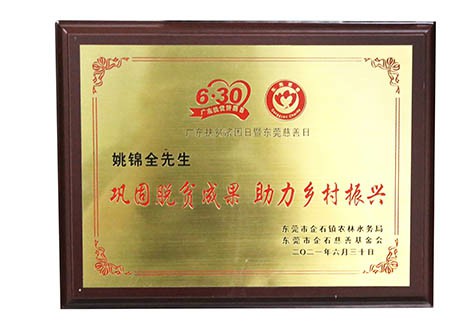 6·30
广东扶贫济困日
广东扶贫济困日暨东莞慈善日
姚锦全先生
巩固脱贫成果 助力乡村振兴
东莞市企石镇农林水务局
东莞市企石慈善基金会
二〇二一年六月三十日